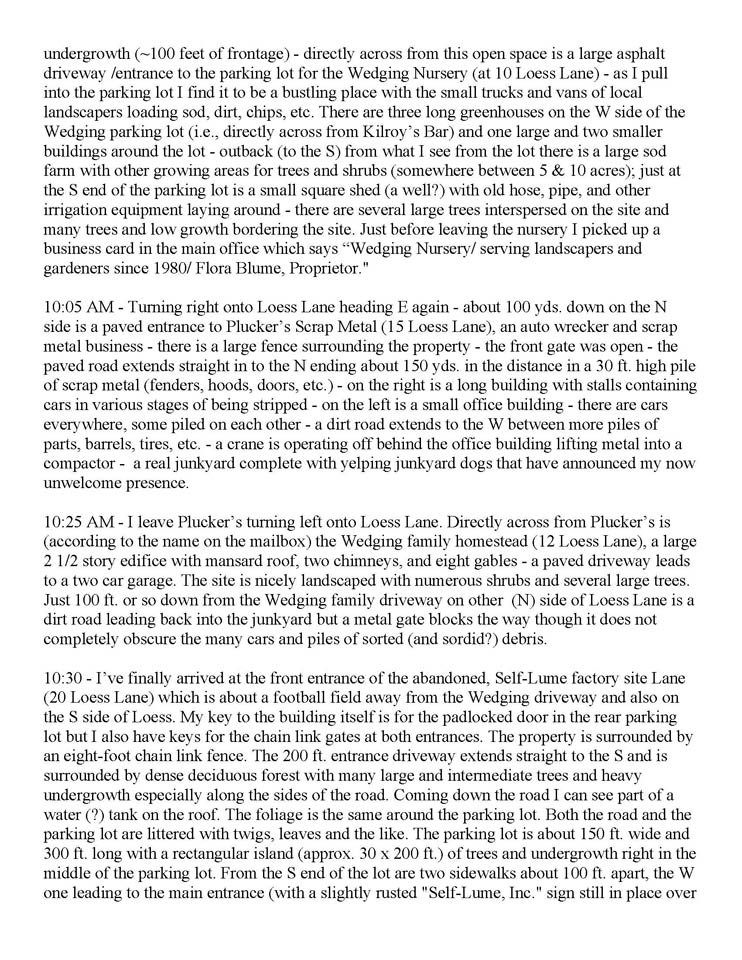 undergrowth (~100 feet of frontage) - directly across from this open space is a large asphalt
driveway /entrance to the parking lot for the Wedging Nursery (at 10 Loess Lane) - as I pull
into the parking lot I find it to be a bustling place with the small trucks and vans of local
landscapers loading sod, dirt, chips, etc. There are three long greenhouses on the W side of the
Wedging parking lot (i.e., directly across from Kilroy’s Bar) and one large and two smaller
buildings around the lot - outback (to the S) from what I see from the lot there is a large sod
farm with other growing areas for trees and shrubs (somewhere between 5 & 10 acres); just at
the S end of the parking lot is a small square shed (a well?) with old hose, pipe, and other
irrigation equipment laying around - there are several large trees interspersed on the site and
many trees and low growth bordering the site. Just before leaving the nursery I picked up a
business card in the main office which says “Wedging Nursery/ serving landscapers and
gardeners since 1980/ Flora Blume, Proprietor."
10:05 AM - Turning right onto Loess Lane heading E again - about 100 yds. down on the N
side is a paved entrance to Plucker’s Scrap Metal (15 Loess Lane), an auto wrecker and scrap
metal business - there is a large fence surrounding the property - the front gate was open - the
paved road extends straight in to the N ending about 150 yds. in the distance in a 30 ft. high pile
of scrap metal (fenders, hoods, doors, etc.) - on the right is a long building with stalls containing
cars in various stages of being stripped - on the left is a small office building - there are cars
everywhere, some piled on each other - a dirt road extends to the W between more piles of
parts, barrels, tires, etc. - a crane is operating off behind the office building lifting metal into a
compactor -  a real junkyard complete with yelping junkyard dogs that have announced my now
unwelcome presence.
10:25 AM - I leave Plucker’s turning left onto Loess Lane. Directly across from Plucker’s is
(according to the name on the mailbox) the Wedging family homestead (12 Loess Lane), a large
2 1/2 story edifice with mansard roof, two chimneys, and eight gables - a paved driveway leads
to a two car garage. The site is nicely landscaped with numerous shrubs and several large trees.
Just 100 ft. or so down from the Wedging family driveway on other  (N) side of Loess Lane is a
dirt road leading back into the junkyard but a metal gate blocks the way though it does not
completely obscure the many cars and piles of sorted (and sordid?) debris.
10:30 - I’ve finally arrived at the front entrance of the abandoned, Self-Lume factory site Lane
(20 Loess Lane) which is about a football field away from the Wedging driveway and also on
the S side of Loess. My key to the building itself is for the padlocked door in the rear parking
lot but I also have keys for the chain link gates at both entrances. The property is surrounded by
an eight-foot chain link fence. The 200 ft. entrance driveway extends straight to the S and is
surrounded by dense deciduous forest with many large and intermediate trees and heavy
undergrowth especially along the sides of the road. Coming down the road I can see part of a
water (?) tank on the roof. The foliage is the same around the parking lot. Both the road and the
parking lot are littered with twigs, leaves and the like. The parking lot is about 150 ft. wide and
300 ft. long with a rectangular island (approx. 30 x 200 ft.) of trees and undergrowth right in the
middle of the parking lot. From the S end of the lot are two sidewalks about 100 ft. apart, the W
one leading to the main entrance (with a slightly rusted "Self-Lume, Inc." sign still in place over